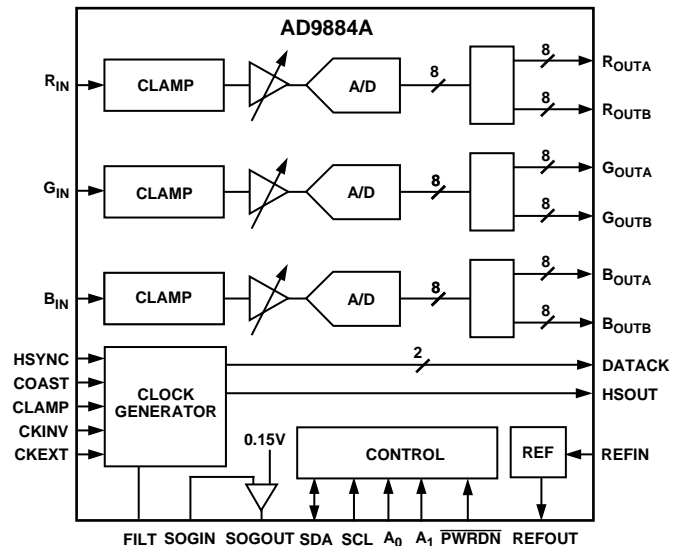 AD9884A
R_IN CLAMP A/D 8 8 R_OUTA
8 R_OUTB
G_IN CLAMP A/D 8 8 G_OUTA
8 G_OUTB
B_IN CLAMP A/D 8 8 B_OUTA
8 B_OUTB
HSYNC 2 DATACK
COAST HSOUT
CLAMP CLOCK
GENERATOR
CKINV 0.15V CONTROL REF REFIN
CKEXT
FILT SOGIN SOGOUT SDA SCL A0 A1 PWRDN REFOUT